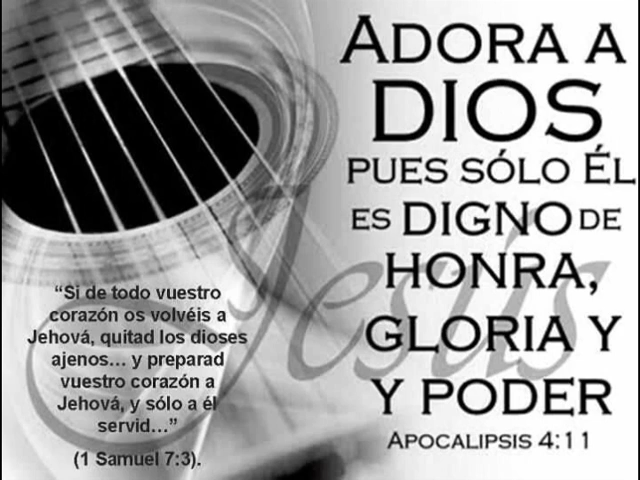 ADORA A
DIOS
PUES SÓLO ÉL
ES DIGNO DE
HONRA,
GLORIA Y
Y PODER
APOCALIPSIS 4:11
Jesús
“Si de todo vuestro
corazón os volvéis a
Jehová, quitad los dioses
ajenos… y preparad
vuestro corazón a
Jehová, y sólo a él
servid…”
(1 Samuel 7:3).